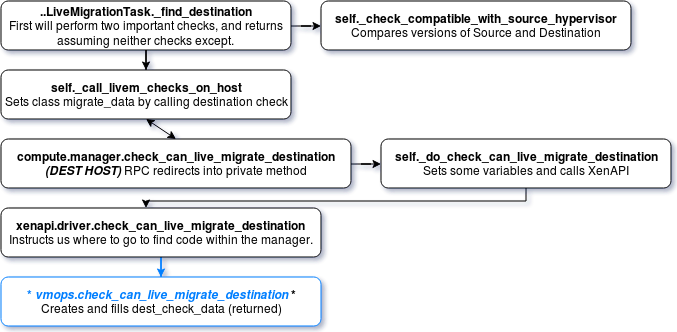 ..LiveMigrationTask._find_destination
First will perform two important checks, and returns
assuming neither checks except.
self._check_compatible_with_source_hypervisor
Compares versions of Source and Destination
self._call_livem_checks_on_host
Sets class migrate_data by calling destination check
compute.manager.check_can_live_migrate_destination
(DEST HOST) RPC redirects into private method
self._do_check_can_live_migrate_destination
Sets some variables and calls XenAPI
xenapi.driver.check_can_live_migrate_destination
Instructs us where to go to find code within the manager.
* vmops.check_can_live_migrate_destination *
Creates and fills dest_check_data (returned)